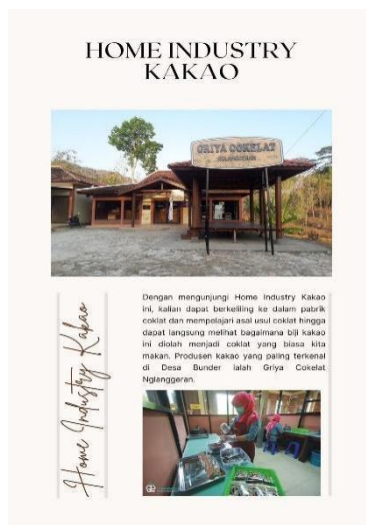 HOME INDUSTRY
KAKAO
GRIYA COKELAT
NGLANGGERAN
Dengan mengunjungi Home Industry Kakao
ini, kalian dapat berkeliling ke dalam pabrik
coklat dan mempelajari asal usul coklat hingga
dapat langsung melihat bagaimana biji kakao
ini diolah menjadi coklat yang biasa kita
makan. Produsen kakao yang paling terkenal
di Desa Bunder ialah Griya Cokelat
Nglanggeran.
Home Industry Kakao